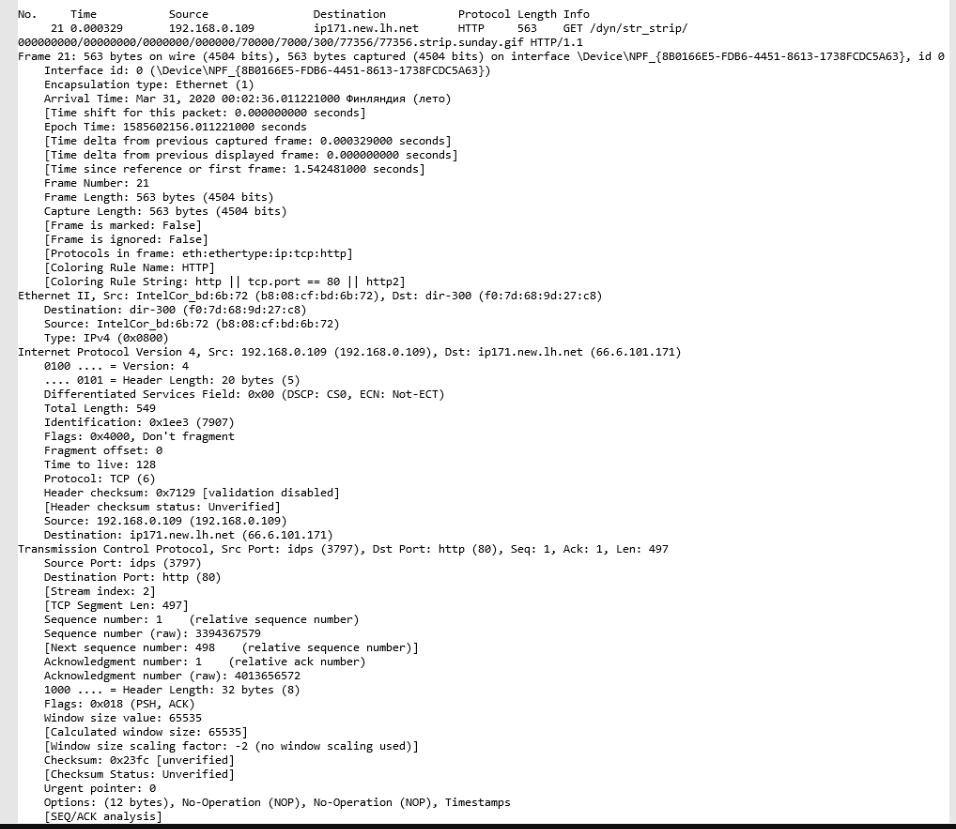 No. Time Source Destination Protocol Length Info
21 0.000329 192.168.0.109 ip171.new.lh.net HTTP 563 GET /dyn/str_strip/
000000000/00000000/0000000/000000/70000/7000/300/77356/77356.strip.sunday.gif HTTP/1.1
Frame 21: 563 bytes on wire (4504 bits), 563 bytes captured (4504 bits) on interface \Device\NPF_{8B0166E5-FDB6-4451-8613-1738FCDC5A63}, id 0
Interface id: 0 (\Device\NPF_{8B0166E5-FDB6-4451-8613-1738FCDC5A63})
Encapsulation type: Ethernet (1)
Arrival Time: Mar 31, 2020 00:02:36.011221000 Финляндия (лето)
[Time shift for this packet: 0.000000000 seconds]
Epoch Time: 1585602156.011221000 seconds
[Time delta from previous captured frame: 0.000329000 seconds]
[Time delta from previous displayed frame: 0.000000000 seconds]
[Time since reference or first frame: 1.542481000 seconds]
Frame Number: 21
Frame Length: 563 bytes (4504 bits)
Capture Length: 563 bytes (4504 bits)
[Frame is marked: False]
[Frame is ignored: False]
[Protocols in frame: eth:ethertype:ip:tcp:http]
[Coloring Rule Name: HTTP]
[Coloring Rule String: http || tcp.port == 80 || http2]
Ethernet II, Src: IntelCor_bd:6b:72 (b8:08:cf:bd:6b:72), Dst: dir-300 (f0:7d:68:9d:27:c8)
Destination: dir-300 (f0:7d:68:9d:27:c8)
Source: IntelCor_bd:6b:72 (b8:08:cf:bd:6b:72)
Type: IPv4 (0x0800)
Internet Protocol Version 4, Src: 192.168.0.109 (192.168.0.109), Dst: ip171.new.lh.net (66.6.101.171)
0100 .... = Version: 4
.... 0101 = Header Length: 20 bytes (5)
Differentiated Services Field: 0x00 (DSCP: CS0, ECN: Not-ECT)
Total Length: 549
Identification: 0x1ee3 (7907)
Flags: 0x4000, Don't fragment
Fragment offset: 0
Time to live: 128
Protocol: TCP (6)
Header checksum: 0x7129 [validation disabled]
[Header checksum status: Unverified]
Source: 192.168.0.109 (192.168.0.109)
Destination: ip171.new.lh.net (66.6.101.171)
Transmission Control Protocol, Src Port: idps (3797), Dst Port: http (80), Seq: 1, Ack: 1, Len: 497
Source Port: idps (3797)
Destination Port: http (80)
[Stream index: 2]
[TCP Segment Len: 497]
Sequence number: 1 (relative sequence number)
Sequence number (raw): 3394367579
[Next sequence number: 498 (relative sequence number)]
Acknowledgment number: 1 (relative ack number)
Acknowledgment number (raw): 4013656572
1000 .... = Header Length: 32 bytes (8)
Flags: 0x018 (PSH, ACK)
Window size value: 65535
[Calculated window size: 65535]
[Window size scaling factor: -2 (no window scaling used)]
Checksum: 0x23fc [unverified]
[Checksum Status: Unverified]
Urgent pointer: 0
Options: (12 bytes), No-Operation (NOP), No-Operation (NOP), Timestamps
[SEQ/ACK analysis]